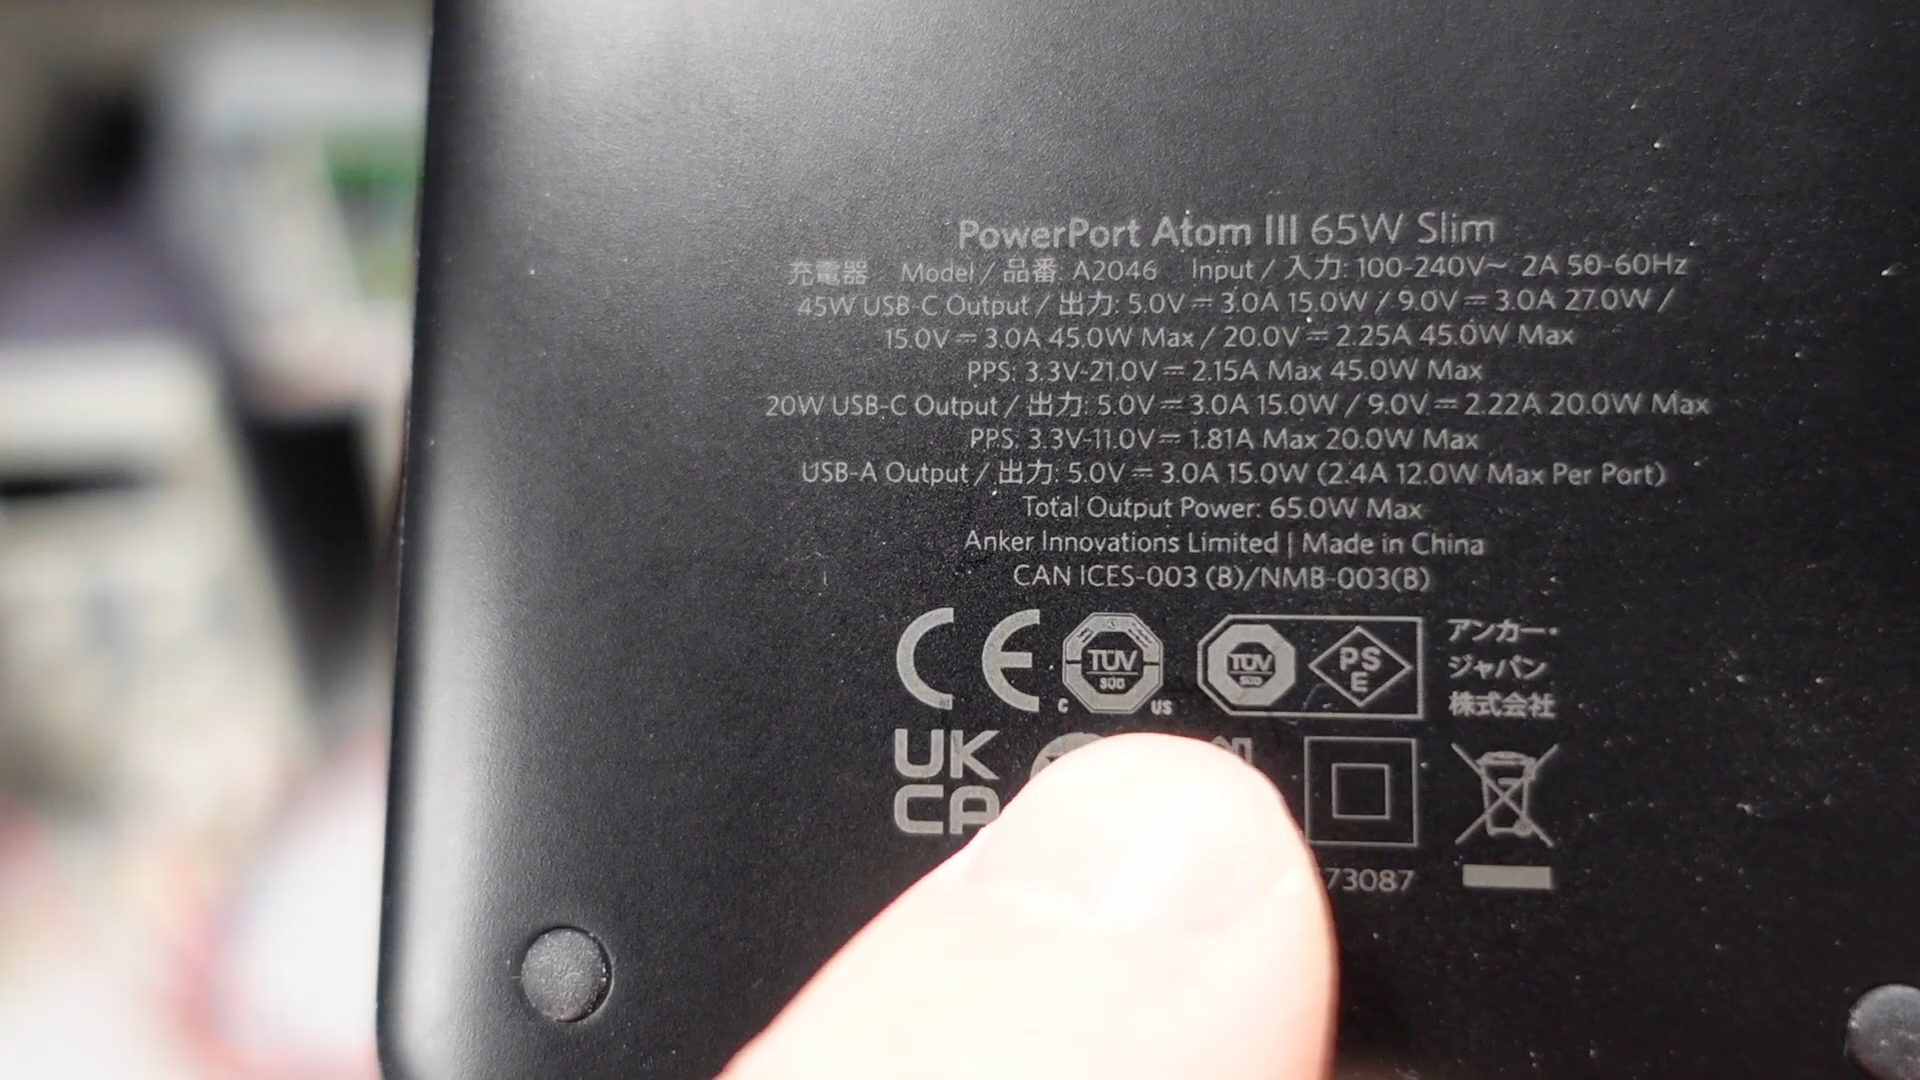 PowerPort Atom III 65W Slim
充電器 Model / 品番: A2046 Input / 入力: 100-240V~ 2A 50-60Hz
45W USB-C Output / 出力: 5.0V⎓3.0A 15.0W / 9.0V⎓3.0A 27.0W /
15.0V⎓3.0A 45.0W Max / 20.0V⎓2.25A 45.0W Max
PPS: 3.3V-21.0V⎓2.15A Max 45.0W Max
20W USB-C Output / 出力: 5.0V⎓3.0A 15.0W / 9.0V⎓2.22A 20.0W Max
PPS: 3.3V-11.0V⎓1.81A Max 20.0W Max
USB-A Output / 出力: 5.0V⎓3.0A 15.0W (2.4A 12.0W Max Per Port)
Total Output Power: 65.0W Max
Anker Innovations Limited | Made in China
CAN ICES-003 (B)/NMB-003(B)
CE
TÜV
SÜD
C US
TÜV
SÜD
PS
E
アンカー・
ジャパン
株式会社
UK
CA
73087